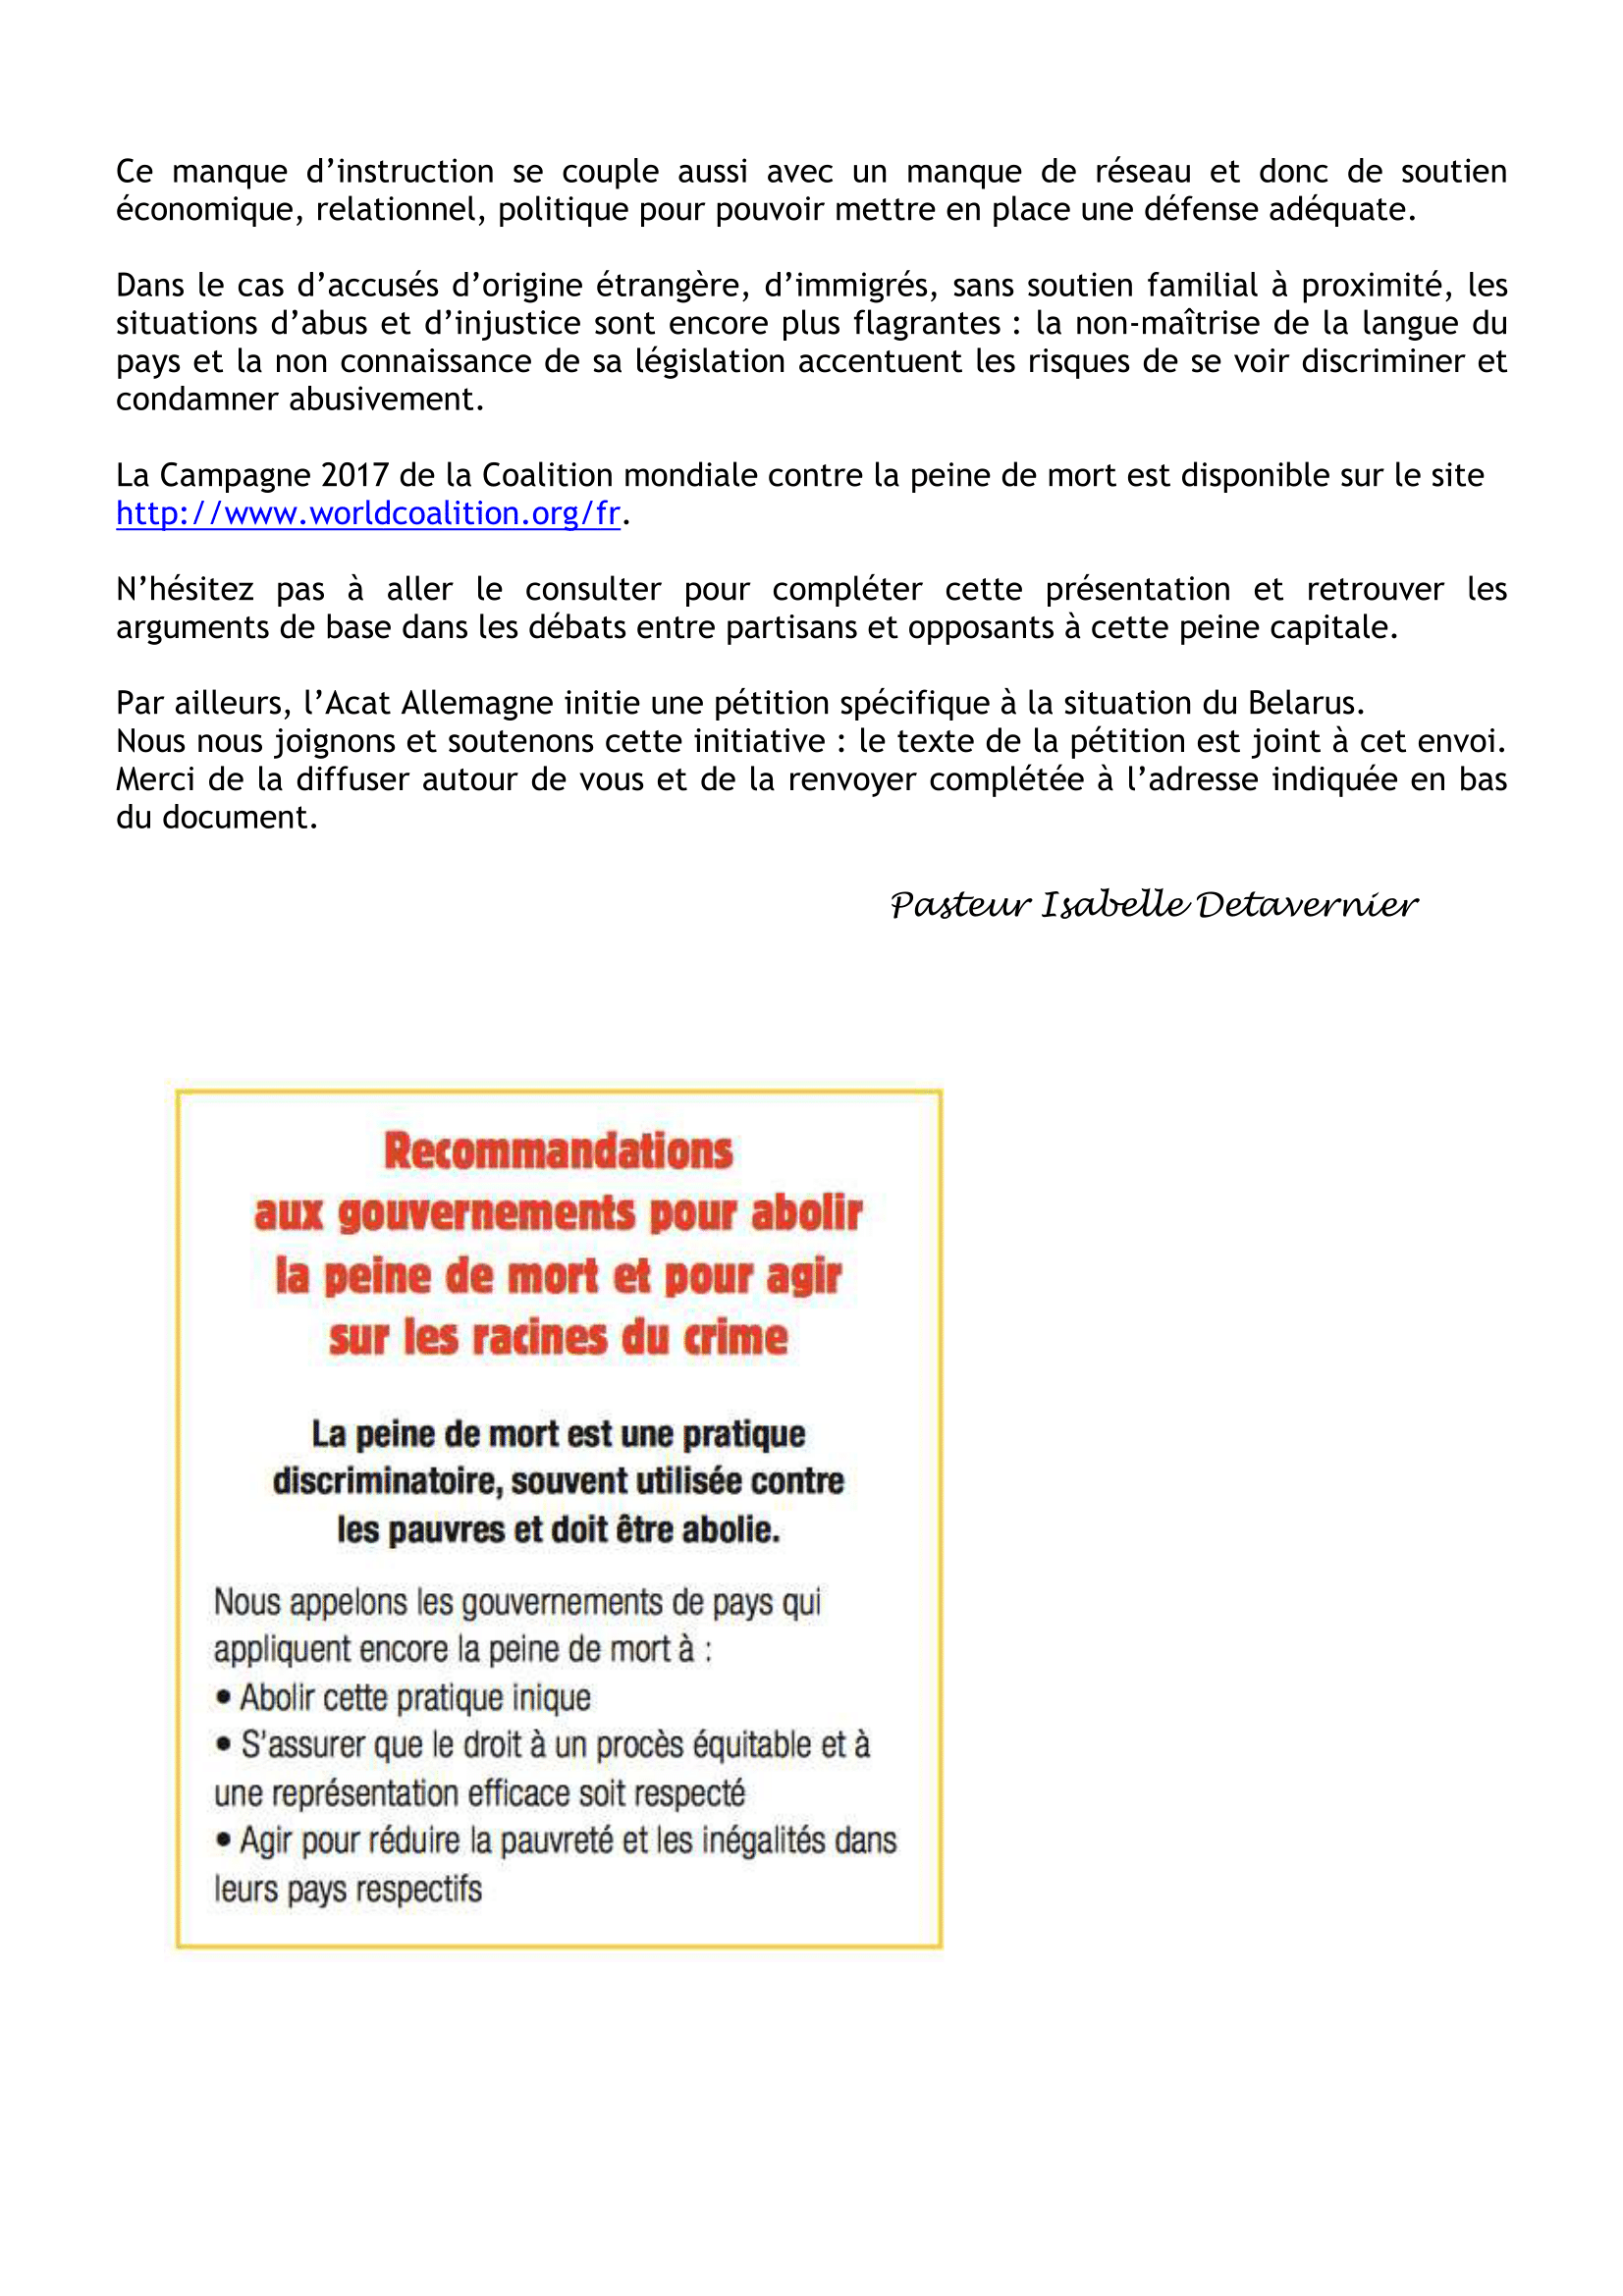 Ce manque d’instruction se couple aussi avec un manque de réseau et donc de soutien
économique, relationnel, politique pour pouvoir mettre en place une défense adéquate.
Dans le cas d’accusés d’origine étrangère, d’immigrés, sans soutien familial à proximité, les
situations d’abus et d’injustice sont encore plus flagrantes : la non-maîtrise de la langue du
pays et la non connaissance de sa législation accentuent les risques de se voir discriminer et
condamner abusivement.
La Campagne 2017 de la Coalition mondiale contre la peine de mort est disponible sur le site
http://www.worldcoalition.org/fr.
N’hésitez pas à aller le consulter pour compléter cette présentation et retrouver les
arguments de base dans les débats entre partisans et opposants à cette peine capitale.
Par ailleurs, l’Acat Allemagne initie une pétition spécifique à la situation du Belarus.
Nous nous joignons et soutenons cette initiative : le texte de la pétition est joint à cet envoi.
Merci de la diffuser autour de vous et de la renvoyer complétée à l’adresse indiquée en bas
du document.
Pasteur Isabelle Detavernier
Recommandations
aux gouvernements pour abolir
la peine de mort et pour agir
sur les racines du crime
La peine de mort est une pratique
discriminatoire, souvent utilisée contre
les pauvres et doit être abolie.
Nous appelons les gouvernements de pays qui
appliquent encore la peine de mort à :
• Abolir cette pratique inique
• S’assurer que le droit à un procès équitable et à
une représentation efficace soit respecté
• Agir pour réduire la pauvreté et les inégalités dans
leurs pays respectifs